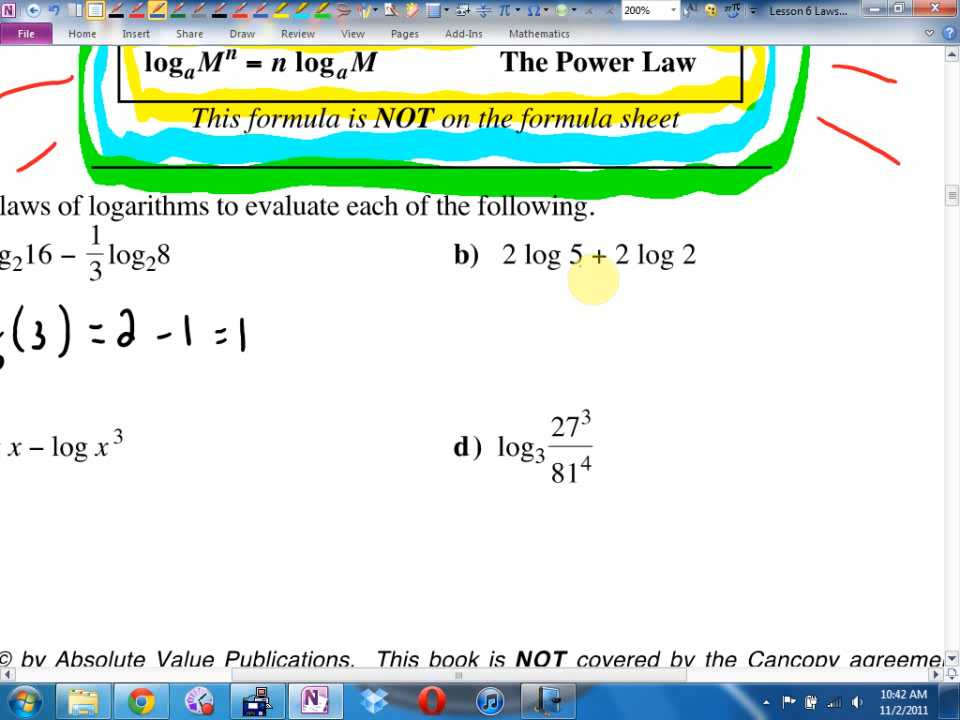 200% Lesson 6 Laws...
File Home Insert Share Draw Review View Pages Add-Ins Mathematics
logₐMⁿ = n logₐM The Power Law
This formula is NOT on the formula sheet
laws of logarithms to evaluate each of the following.
g₂16 − 1/3 log₂8 b) 2 log 5 + 2 log 2
(3) = 2 − 1 = 1
x − log x³ d) log₃ 27³/81⁴
© by Absolute Value Publications. This book is NOT covered by the Cancopy agreeme
10:42 AM
11/2/2011